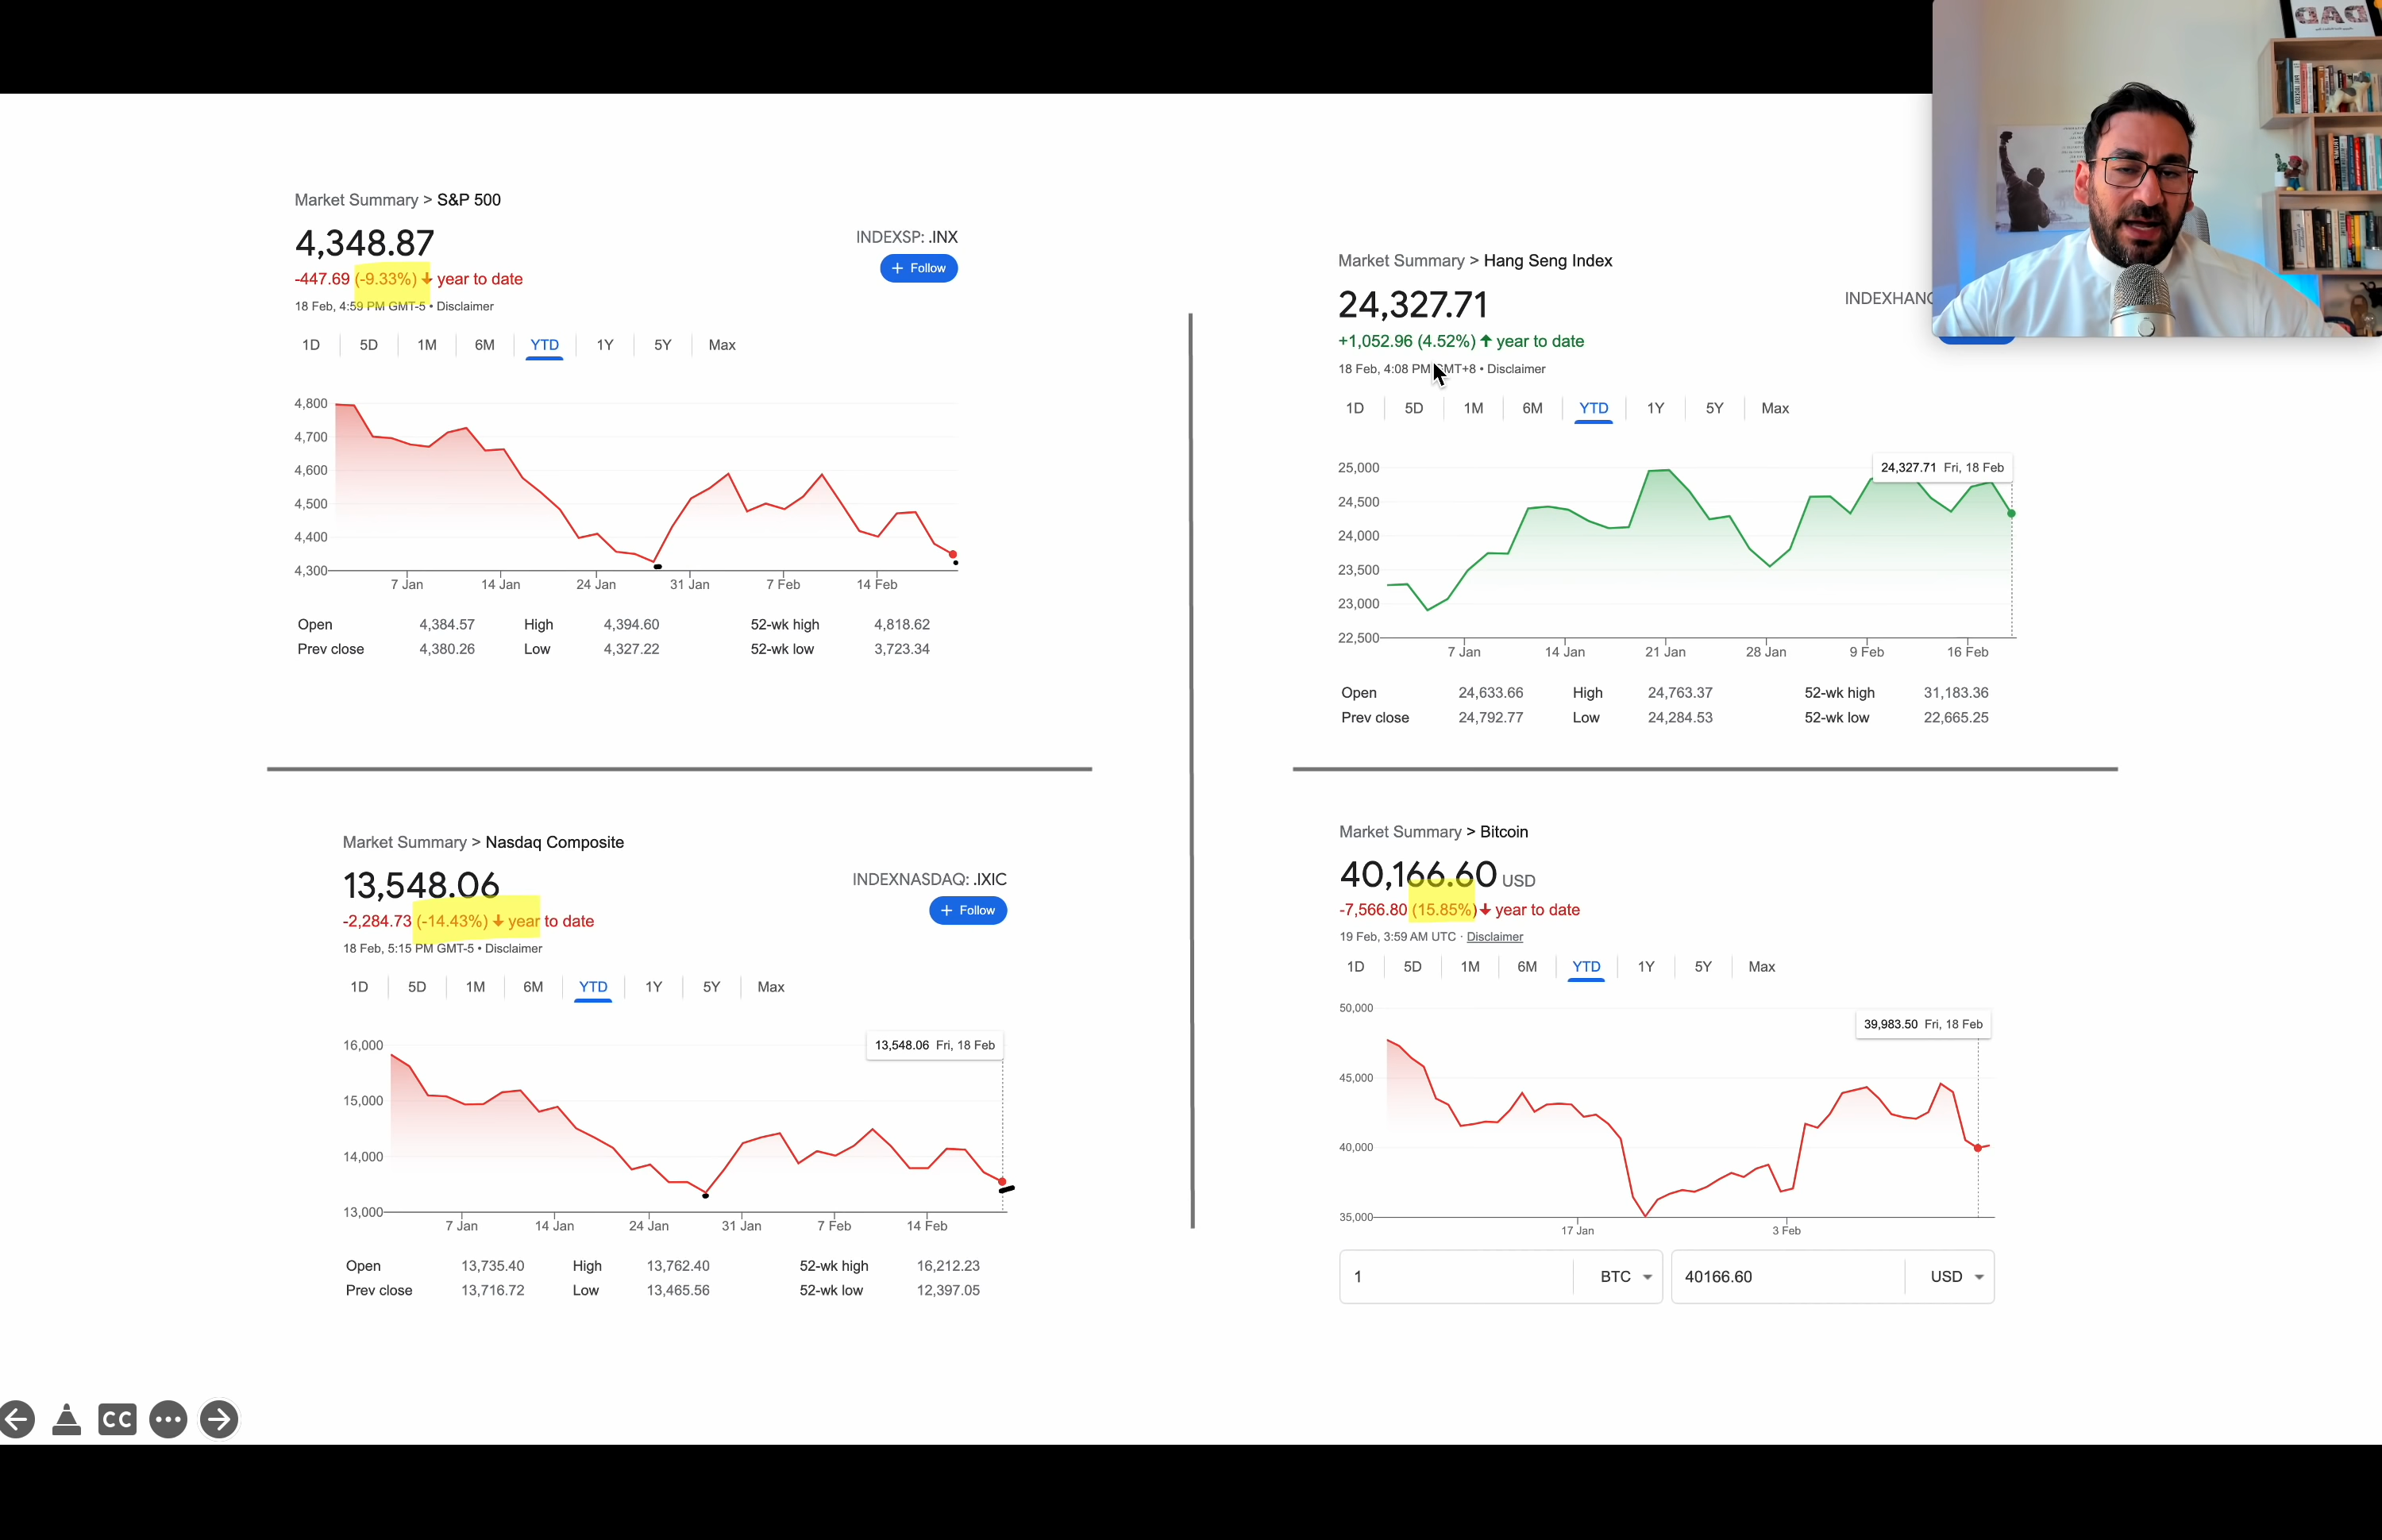 Market Summary > S&P 500
4,348.87
INDEXSP: .INX
+ Follow
-447.69 (-9.33%) ↓ year to date
18 Feb, 4:59 PM GMT-5 • Disclaimer
1D 5D 1M 6M YTD 1Y 5Y Max
4,800
4,700
4,600
4,500
4,400
4,300
7 Jan 14 Jan 24 Jan 31 Jan 7 Feb 14 Feb
Open 4,384.57 High 4,394.60 52-wk high 4,818.62
Prev close 4,380.26 Low 4,327.22 52-wk low 3,723.34
Market Summary > Hang Seng Index
24,327.71
INDEXHANG
+1,052.96 (4.52%) ↑ year to date
18 Feb, 4:08 PM GMT+8 • Disclaimer
1D 5D 1M 6M YTD 1Y 5Y Max
24,327.71 Fri, 18 Feb
25,000
24,500
24,000
23,500
23,000
22,500
7 Jan 14 Jan 21 Jan 28 Jan 9 Feb 16 Feb
Open 24,633.66 High 24,763.37 52-wk high 31,183.36
Prev close 24,792.77 Low 24,284.53 52-wk low 22,665.25
Market Summary > Nasdaq Composite
13,548.06
INDEXNASDAQ: .IXIC
+ Follow
-2,284.73 (-14.43%) ↓ year to date
18 Feb, 5:15 PM GMT-5 • Disclaimer
1D 5D 1M 6M YTD 1Y 5Y Max
13,548.06 Fri, 18 Feb
16,000
15,000
14,000
13,000
7 Jan 14 Jan 24 Jan 31 Jan 7 Feb 14 Feb
Open 13,735.40 High 13,762.40 52-wk high 16,212.23
Prev close 13,716.72 Low 13,465.56 52-wk low 12,397.05
Market Summary > Bitcoin
40,166.60 USD
-7,566.80 (15.85%) ↓ year to date
19 Feb, 3:59 AM UTC · Disclaimer
1D 5D 1M 6M YTD 1Y 5Y Max
39,983.50 Fri, 18 Feb
50,000
45,000
40,000
35,000
17 Jan 3 Feb
1 BTC 40166.60 USD
CC
DAD